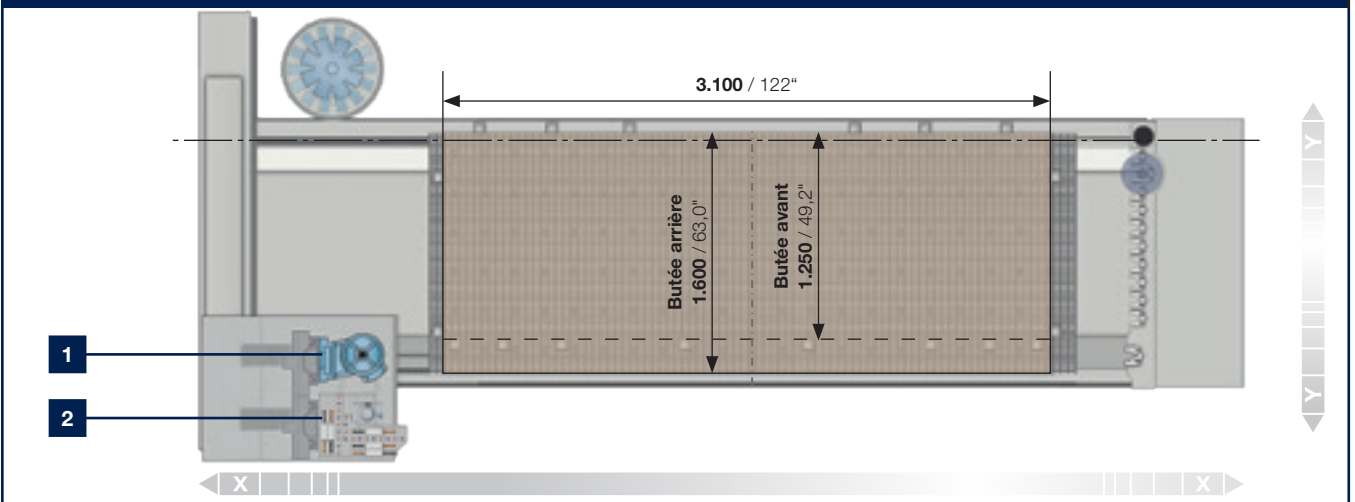 3.100 / 122“
Butée arrière
1.600 / 63,0"
Butée avant
1.250 / 49,2"
Y
1
2
Y
X
X